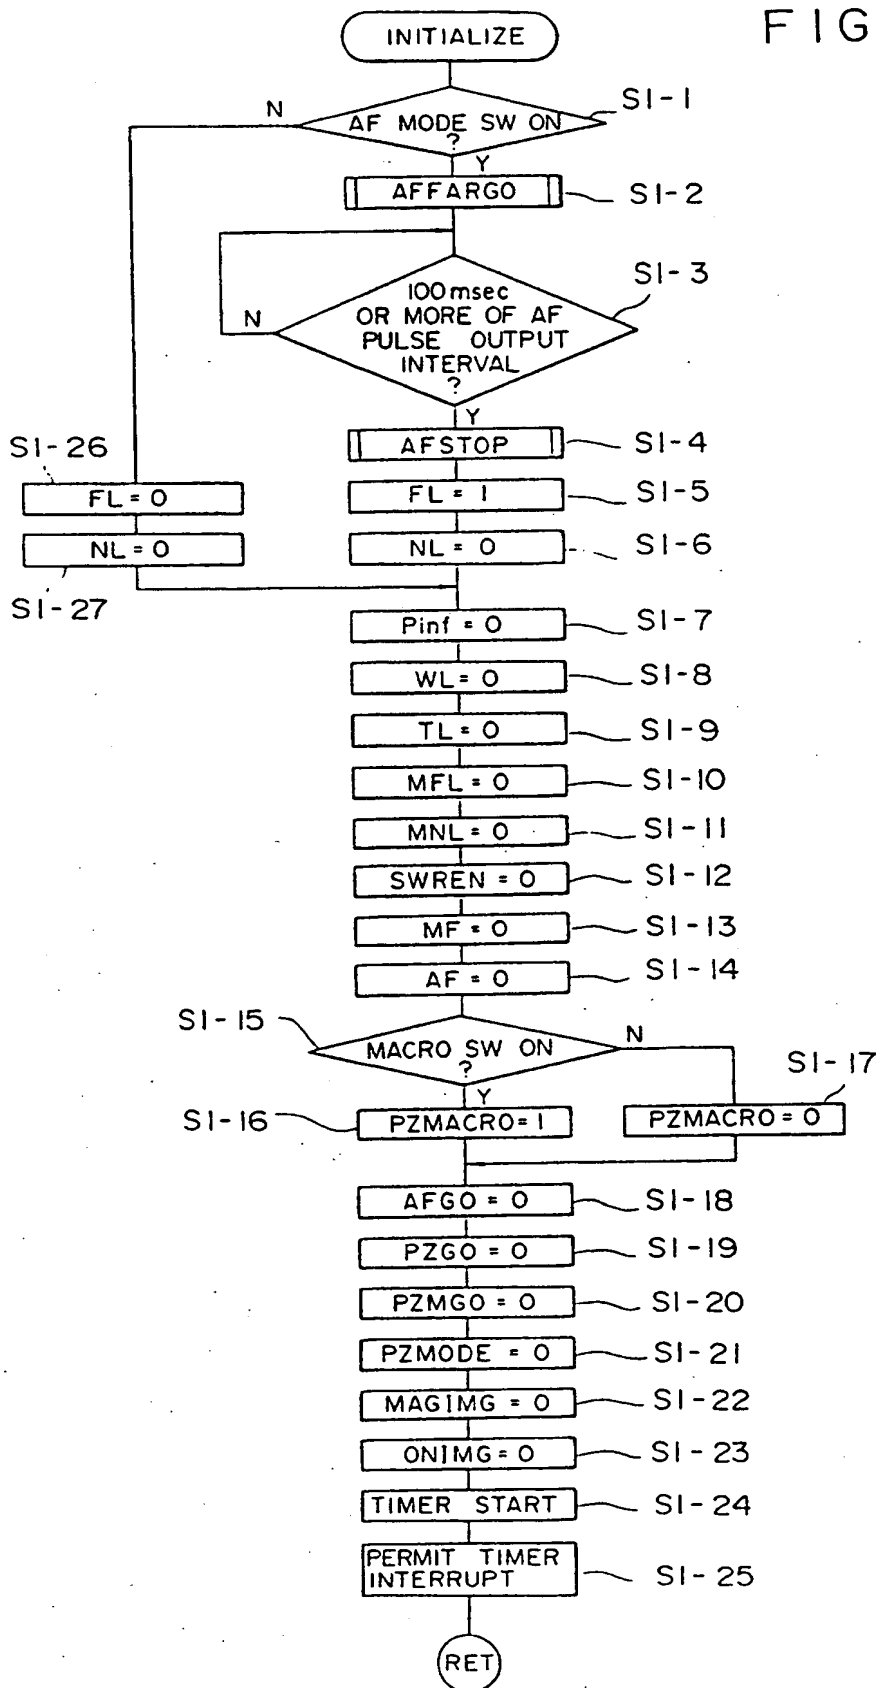 FIG
INITIALIZE
S1-1
N
AF MODE SW ON
?
Y
AFFARGO
S1-2
S1-3
100msec
OR MORE OF AF
PULSE OUTPUT
INTERVAL
?
N
Y
AFSTOP
S1-4
S1-26
FL = 0
FL = 1
S1-5
NL = 0
NL = 0
S1-6
S1-27
Pinf = 0
S1-7
WL = 0
S1-8
TL = 0
S1-9
MFL = 0
S1-10
MNL = 0
S1-11
SWREN = 0
S1-12
MF = 0
S1-13
AF = 0
S1-14
S1-15
MACRO SW ON
?
N
Y
S1-17
S1-16
PZMACRO = 1
PZMACRO = 0
AFGO = 0
S1-18
PZGO = 0
S1-19
PZMGO = 0
S1-20
PZMODE = 0
S1-21
MAGIMG = 0
S1-22
ONIMG = 0
S1-23
TIMER START
S1-24
PERMIT TIMER
INTERRUPT
S1-25
RET